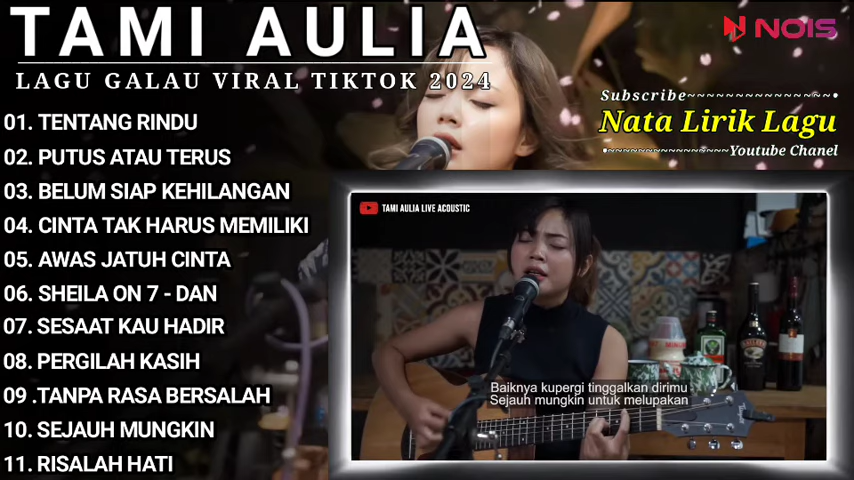 TAMI AULIA
LAGU GALAU VIRAL TIKTOK 2024
NOIS
Subscribe~~~~~~~~~~~~~~~•
Nata Lirik Lagu
•~~~~~~~~~~~~~~~~Youtube Chanel
01. TENTANG RINDU
02. PUTUS ATAU TERUS
03. BELUM SIAP KEHILANGAN
04. CINTA TAK HARUS MEMILIKI
05. AWAS JATUH CINTA
06. SHEILA ON 7 - DAN
07. SESAAT KAU HADIR
08. PERGILAH KASIH
09 .TANPA RASA BERSALAH
10. SEJAUH MUNGKIN
11. RISALAH HATI
TAMI AULIA LIVE ACOUSTIC
Baiknya kupergi tinggalkan dirimu
Sejauh mungkin untuk melupakan